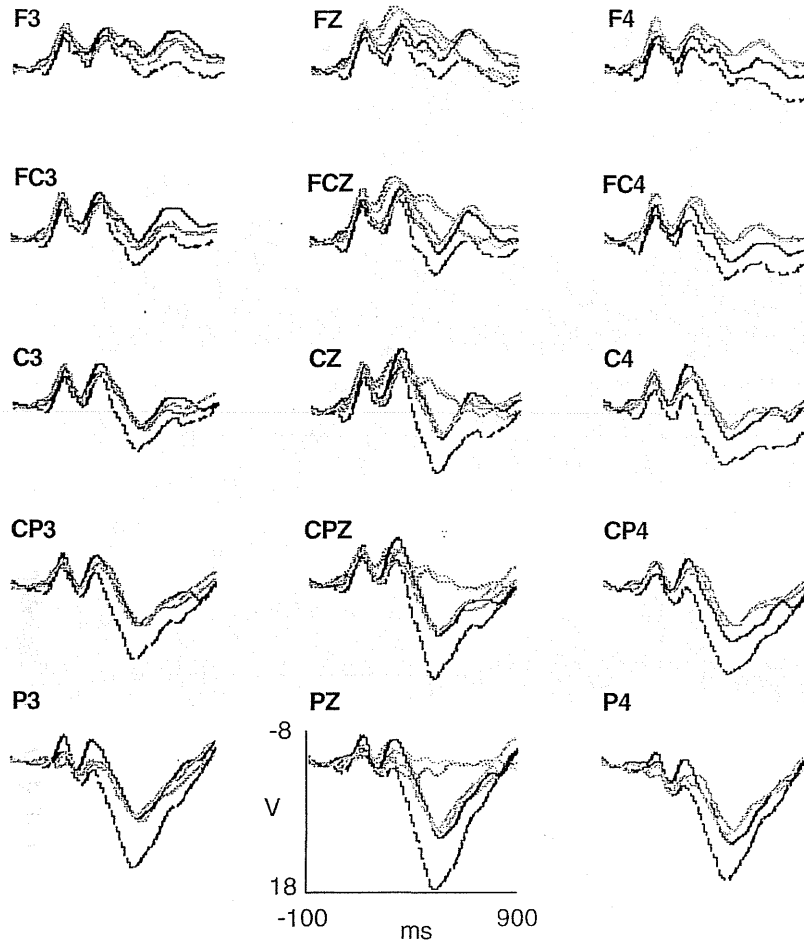 F3 FZ F4
FC3 FCZ FC4
C3 CZ C4
CP3 CPZ CP4
P3 PZ P4
-8
V
18
-100 900
ms